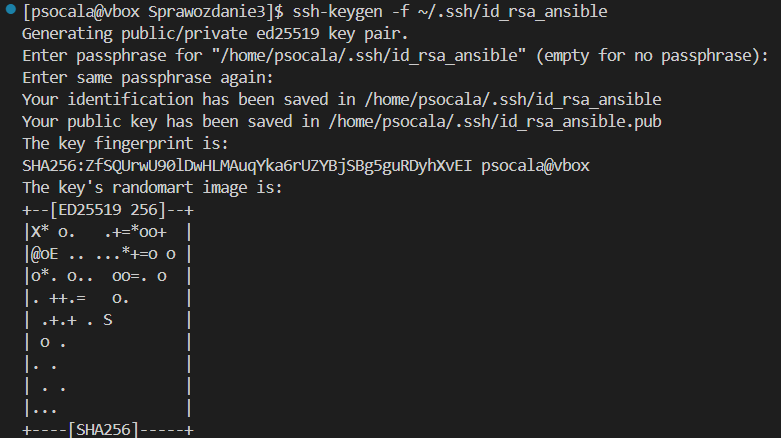 [psocala@vbox Sprawozdanie3]$ ssh-keygen -f ~/.ssh/id_rsa_ansible
Generating public/private ed25519 key pair.
Enter passphrase for "/home/psocala/.ssh/id_rsa_ansible" (empty for no passphrase):
Enter same passphrase again:
Your identification has been saved in /home/psocala/.ssh/id_rsa_ansible
Your public key has been saved in /home/psocala/.ssh/id_rsa_ansible.pub
The key fingerprint is:
SHA256:ZfSQUrwU90lDwHLMAuqYka6rUZYBjSBg5guRDyhXvEI psocala@vbox
The key's randomart image is:
+--[ED25519 256]--+
|X* o.   .+=*oo+  |
|@oE .. ...*+=o o |
|o*. o..  oo=. o  |
|. ++.=   o.      |
| .+.+ . S        |
| o .             |
|. .              |
| . .             |
|...              |
+----[SHA256]-----+